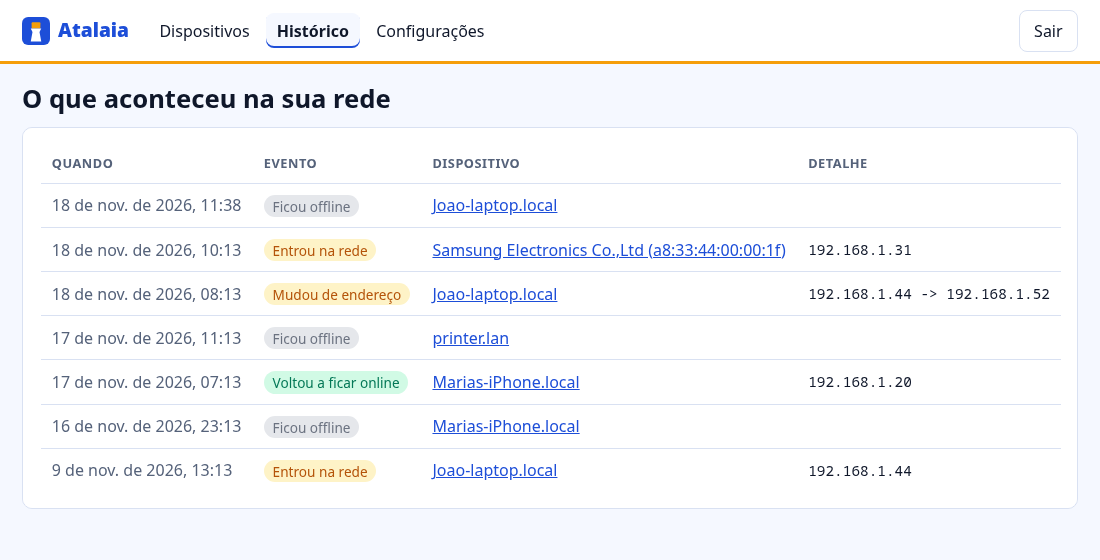 Atalaia Dispositivos Histórico Configurações Sair
O que aconteceu na sua rede
QUANDO EVENTO DISPOSITIVO DETALHE
18 de nov. de 2026, 11:38 Ficou offline Joao-laptop.local
18 de nov. de 2026, 10:13 Entrou na rede Samsung Electronics Co.,Ltd (a8:33:44:00:00:1f) 192.168.1.31
18 de nov. de 2026, 08:13 Mudou de endereço Joao-laptop.local 192.168.1.44 -> 192.168.1.52
17 de nov. de 2026, 11:13 Ficou offline printer.lan
17 de nov. de 2026, 07:13 Voltou a ficar online Marias-iPhone.local 192.168.1.20
16 de nov. de 2026, 23:13 Ficou offline Marias-iPhone.local
9 de nov. de 2026, 13:13 Entrou na rede Joao-laptop.local 192.168.1.44